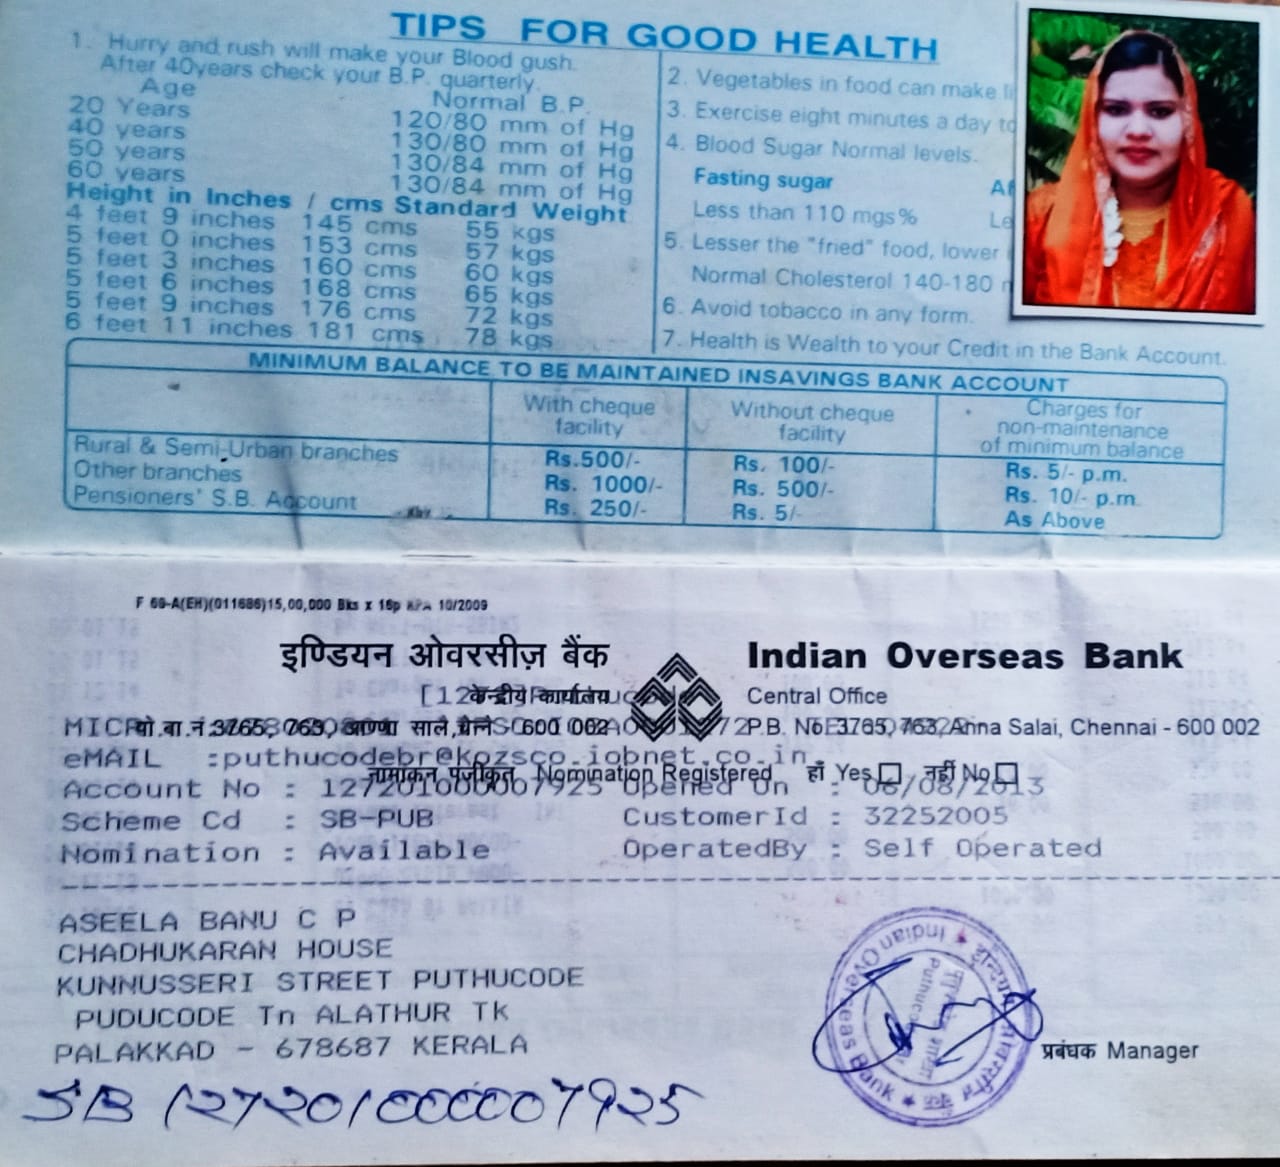 TIPS FOR GOOD HEALTH
1. Hurry and rush will make your Blood gush.
After 40years check your B.P. quarterly.
Age Normal B.P.
20 Years 120/80 mm of Hg
40 years 130/80 mm of Hg
50 years 130/84 mm of Hg
60 years 130/84 mm of Hg
Height in Inches / cms Standard Weight
4 feet 9 inches 145 cms 55 kgs
5 feet 0 inches 153 cms 57 kgs
5 feet 3 inches 160 cms 60 kgs
5 feet 6 inches 168 cms 65 kgs
5 feet 9 inches 176 cms 72 kgs
6 feet 11 inches 181 cms 78 kgs
2. Vegetables in food can make
3. Exercise eight minutes a day to
4. Blood Sugar Normal levels.
Fasting sugar
Less than 110 mgs%
5. Lesser the "fried" food, lower
Normal Cholesterol 140-180
6. Avoid tobacco in any form.
7. Health is Wealth to your Credit in the Bank Account.
MINIMUM BALANCE TO BE MAINTAINED INSAVINGS BANK ACCOUNT
With cheque facility Without cheque facility Charges for non-maintenance of minimum balance
Rural & Semi-Urban branches Rs.500/- Rs. 100/- Rs. 5/- p.m.
Other branches Rs. 1000/- Rs. 500/- Rs. 10/- p.m.
Pensioners' S.B. Account Rs. 250/- Rs. 5/- As Above
F 69-A(EH)(011686)15,00,000 Bks x 16p 10/2009
इण्डियन ओवरसीज़ बैंक Indian Overseas Bank
केन्द्रीय कार्यालय Central Office
पो.बा.नं.3765, 763, अण्णा सालै, चेन्नै 600 002 P.B. No. 3765, 763, Anna Salai, Chennai - 600 002
eMAIL :puthucodebr@kozsco.iobnet.co.in
नामांकन पंजीकृत Nomination Registered हाँ Yes नहीं No
Account No : 127201000007925 Opened On : 06/08/2013
Scheme Cd : SB-PUB CustomerId : 32252005
Nomination : Available OperatedBy : Self Operated
ASEELA BANU C P
CHADHUKARAN HOUSE
KUNNUSSERI STREET PUTHUCODE
PUDUCODE Tn ALATHUR Tk
PALAKKAD - 678687 KERALA
Indian Overseas Bank
प्रबंधक Manager
SB 127201000007925